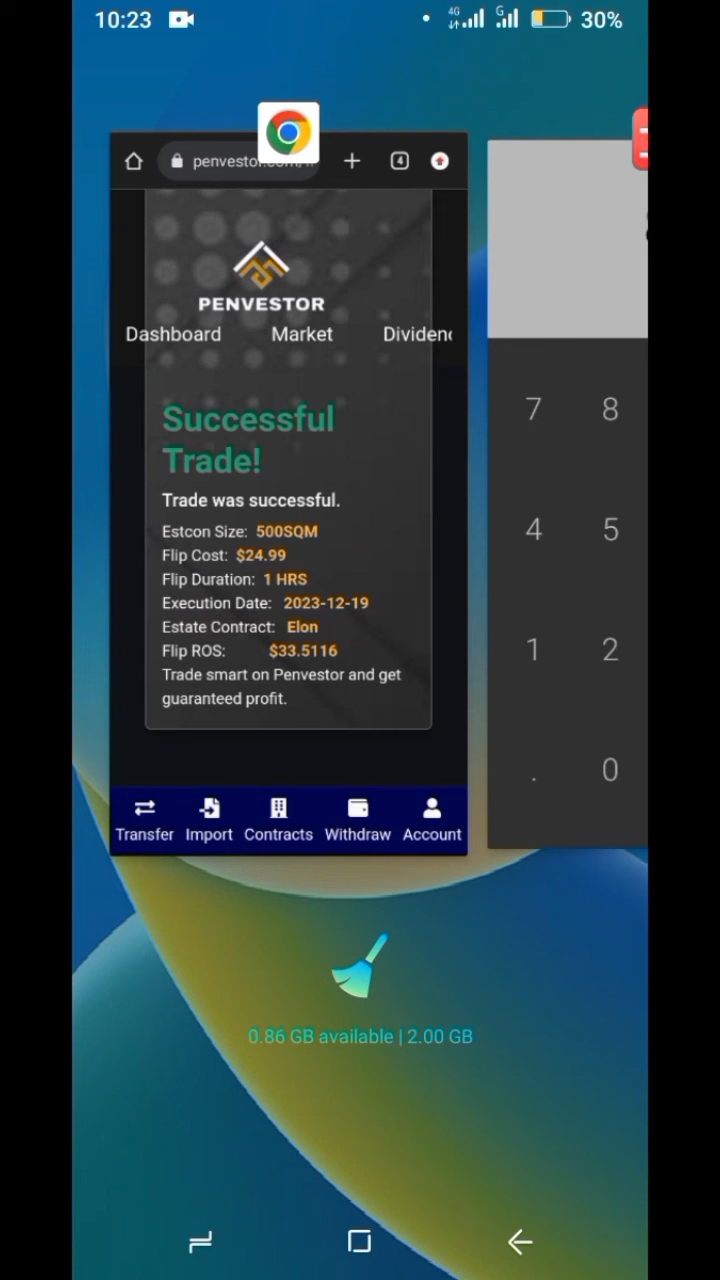 10:23
4G
G
30%
penvestor.com/
4
PENVESTOR
Dashboard Market Dividend
Successful
Trade!
Trade was successful.
Estcon Size: 500SQM
Flip Cost: $24.99
Flip Duration: 1 HRS
Execution Date: 2023-12-19
Estate Contract: Elon
Flip ROS: $33.5116
Trade smart on Penvestor and get
guaranteed profit.
Transfer Import Contracts Withdraw Account
7 8
4 5
1 2
. 0
0.86 GB available | 2.00 GB